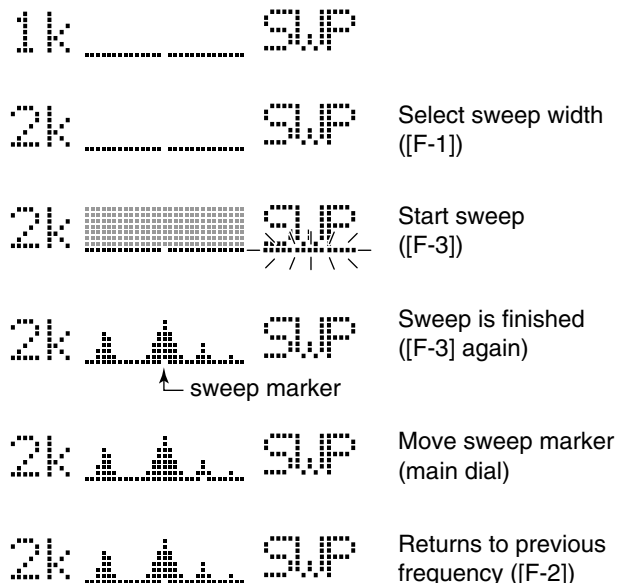 1k SWP
2k SWP Select sweep width
([F-1])
2k SWP Start sweep
([F-3])
2k SWP Sweep is finished
([F-3] again)
sweep marker
2k SWP Move sweep marker
(main dial)
2k SWP Returns to previous
frequency ([F-2])